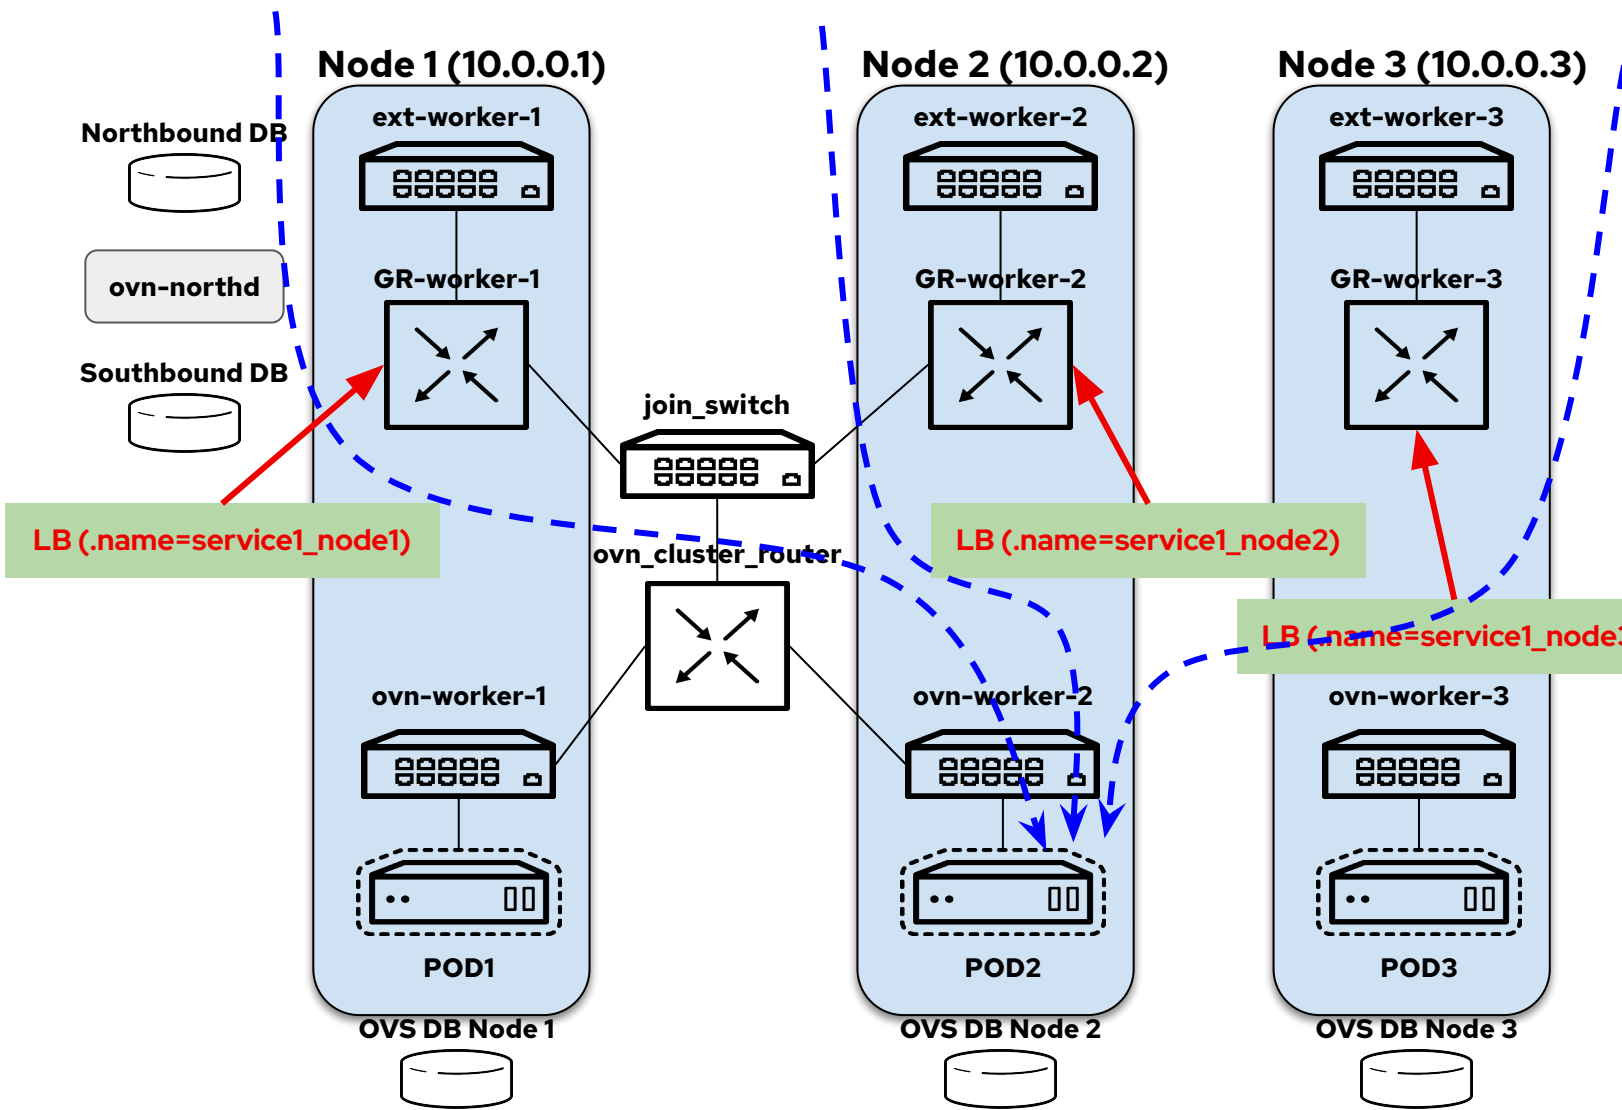 Node 1 (10.0.0.1)
Node 2 (10.0.0.2)
Node 3 (10.0.0.3)
ext-worker-1
ext-worker-2
ext-worker-3
Northbound DB
GR-worker-1
GR-worker-2
GR-worker-3
ovn-northd
Southbound DB
join_switch
LB (.name=service1_node1)
LB (.name=service1_node2)
ovn_cluster_router
LB (.name=service1_node3
ovn-worker-1
ovn-worker-2
ovn-worker-3
POD1
POD2
POD3
OVS DB Node 1
OVS DB Node 2
OVS DB Node 3